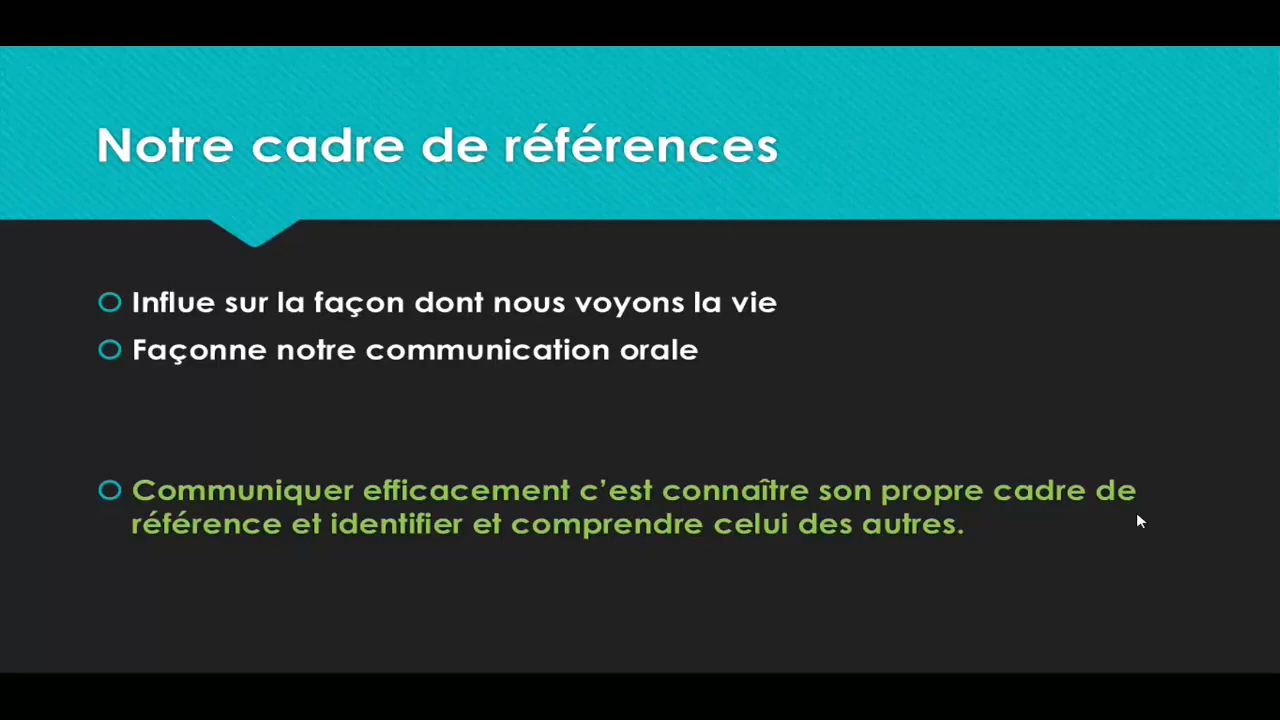 Notre cadre de références
Influe sur la façon dont nous voyons la vie
Façonne notre communication orale
Communiquer efficacement c’est connaître son propre cadre de
référence et identifier et comprendre celui des autres.